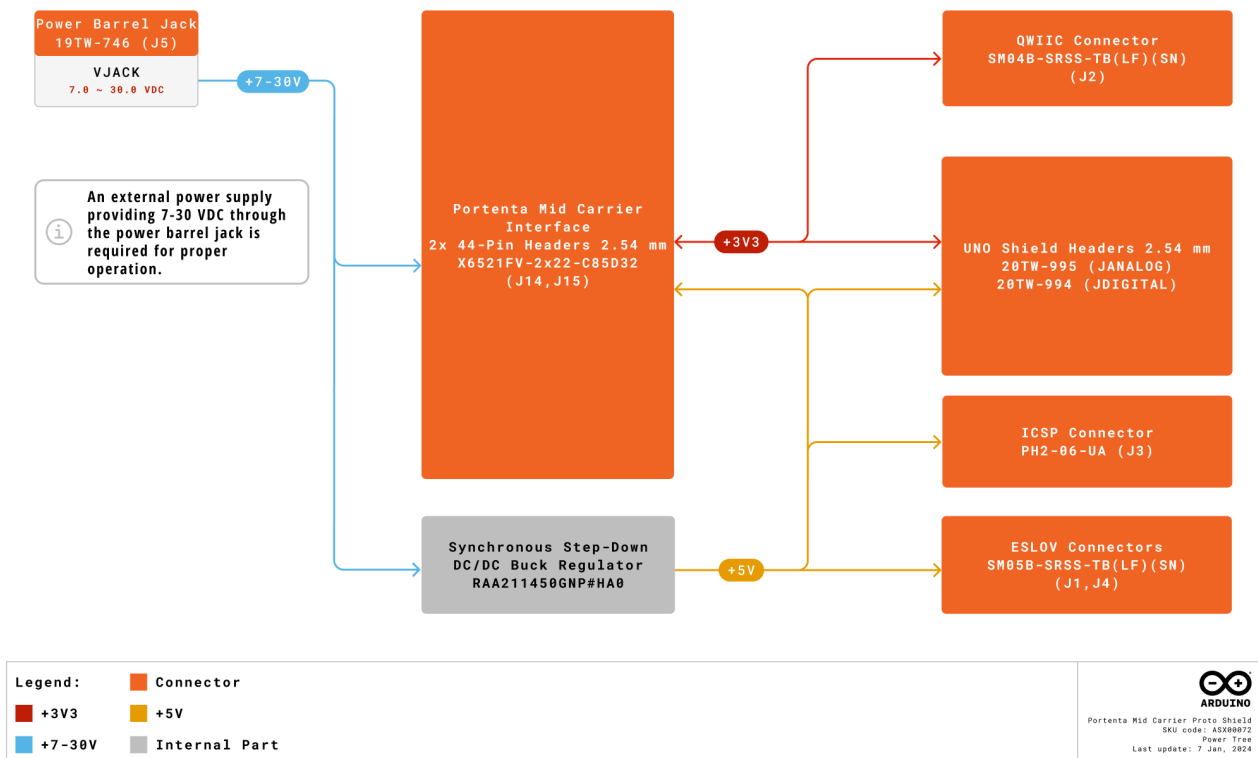 Power Barrel Jack
19TW-746 (J5)
VJACK
7.0 ~ 30.0 VDC
+7-30V
An external power supply
providing 7-30 VDC through
the power barrel jack is
required for proper
operation.
Portenta Mid Carrier
Interface
2x 44-Pin Headers 2.54 mm
X6521FV-2x22-C85D32
(J14,J15)
+3V3
QWIIC Connector
SM04B-SRSS-TB(LF)(SN)
(J2)
UNO Shield Headers 2.54 mm
20TW-995 (JANALOG)
20TW-994 (JDIGITAL)
ICSP Connector
PH2-06-UA (J3)
Synchronous Step-Down
DC/DC Buck Regulator
RAA211450GNP#HA0
+5V
ESLOV Connectors
SM05B-SRSS-TB(LF)(SN)
(J1,J4)
Legend:
Connector
+3V3
+5V
+7-30V
Internal Part
ARDUINO
Portenta Mid Carrier Proto Shield
SKU code: ASX00072
Power Tree
Last update: 7 Jan, 2024